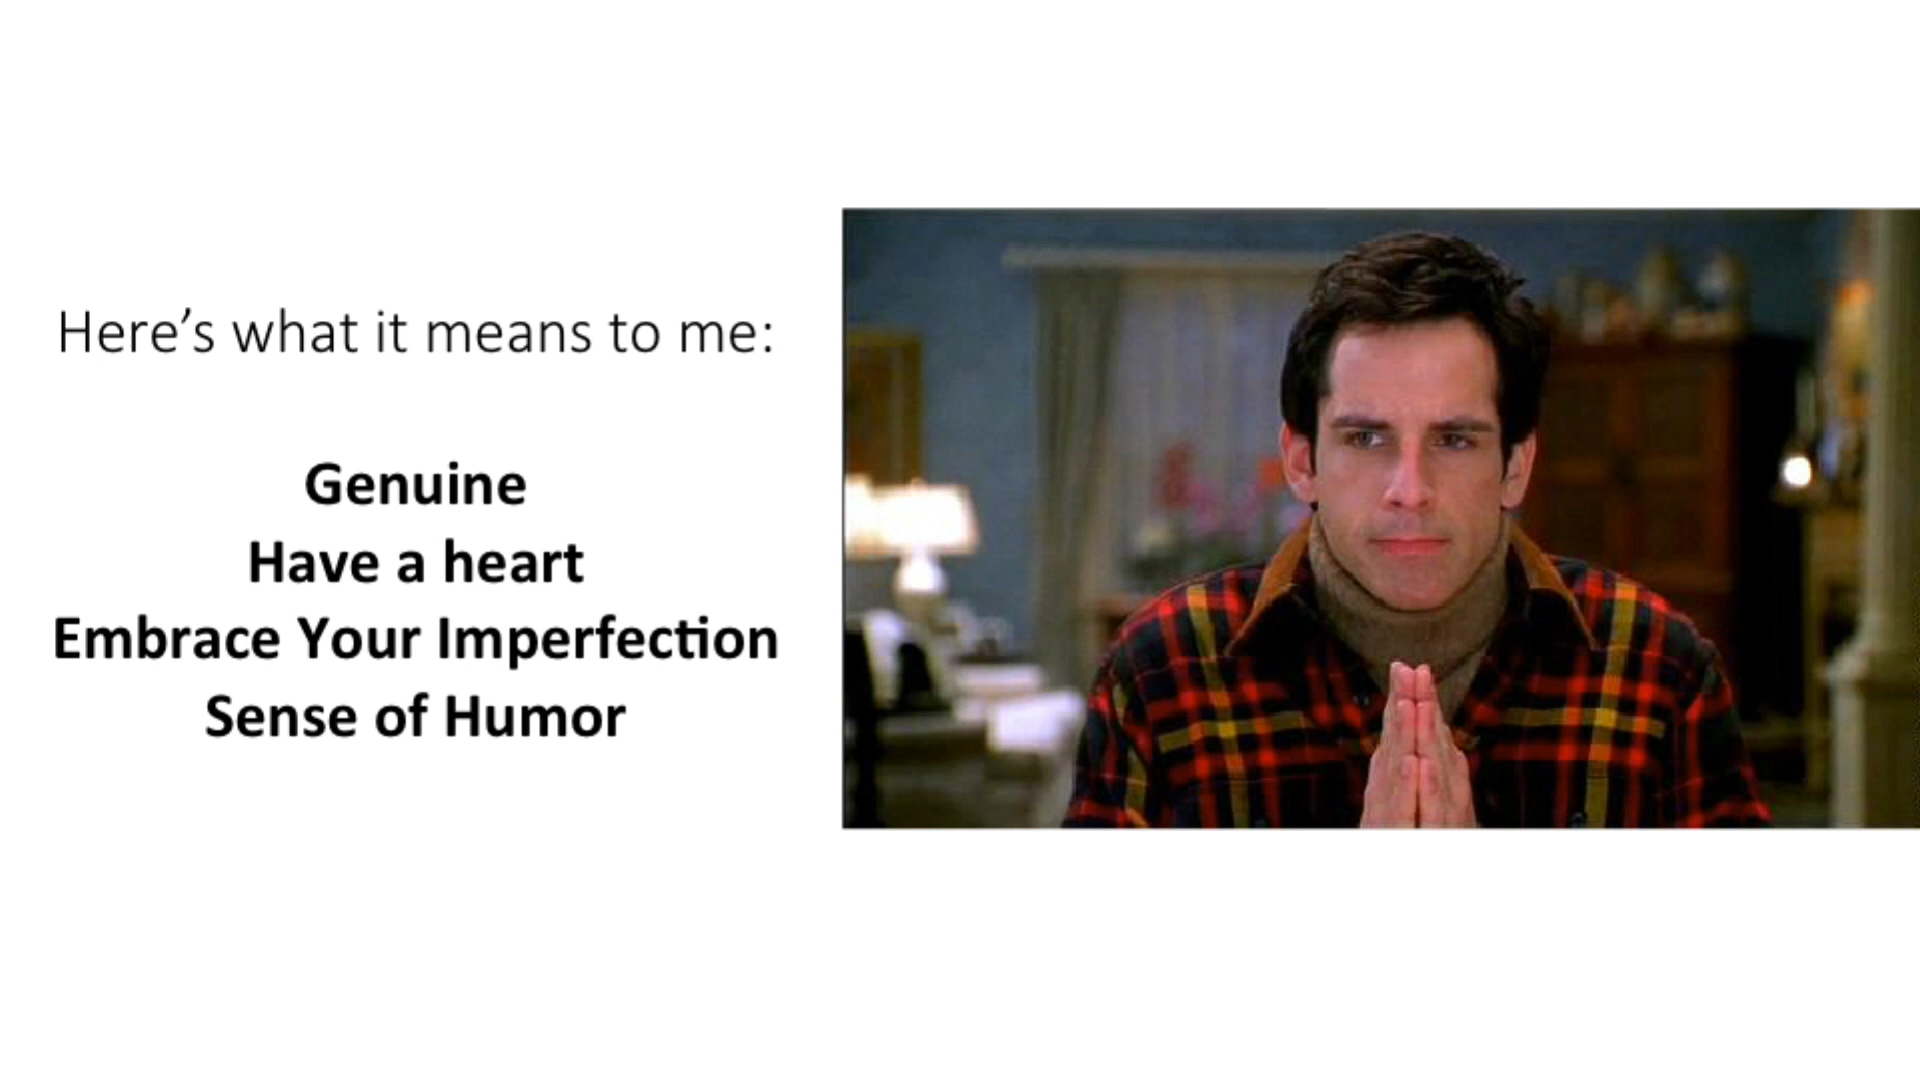 Here’s what it means to me:
Genuine
Have a heart
Embrace Your Imperfection
Sense of Humor